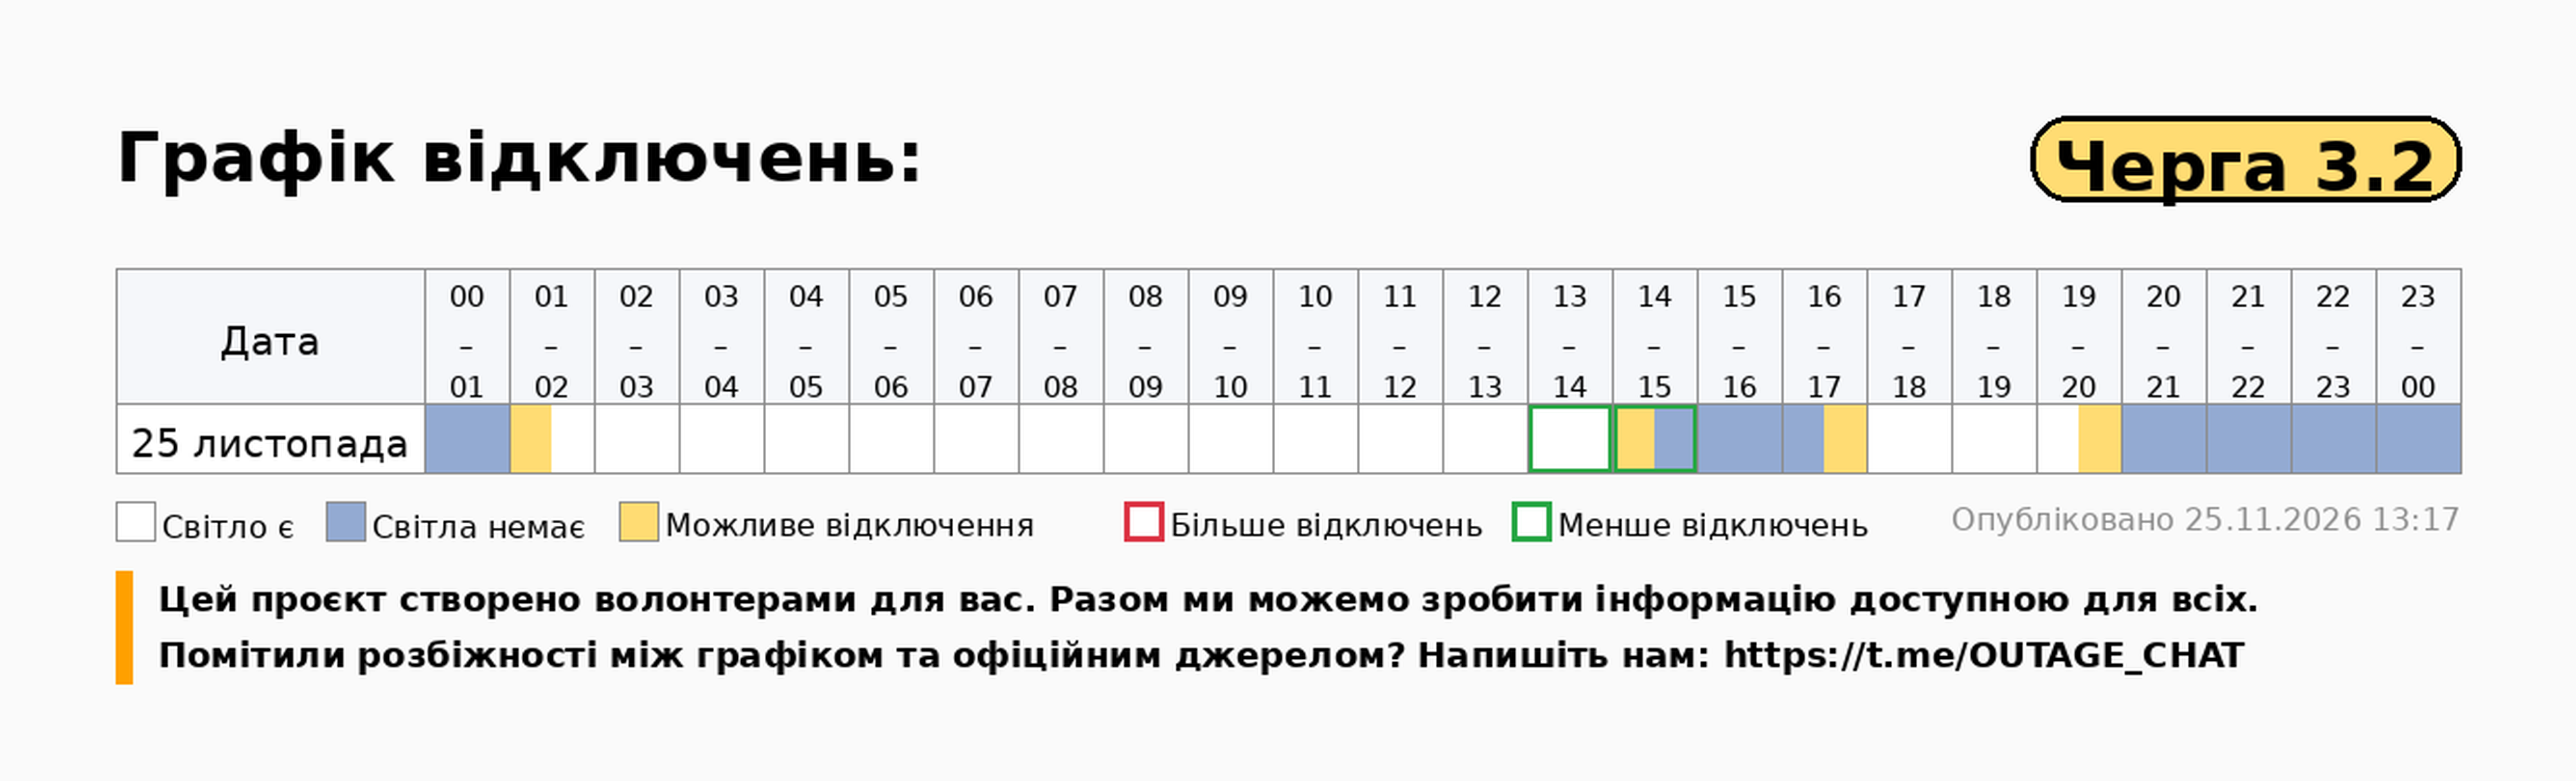 Графік відключень:
Черга 3.2
Дата
00 – 01
01 – 02
02 – 03
03 – 04
04 – 05
05 – 06
06 – 07
07 – 08
08 – 09
09 – 10
10 – 11
11 – 12
12 – 13
13 – 14
14 – 15
15 – 16
16 – 17
17 – 18
18 – 19
19 – 20
20 – 21
21 – 22
22 – 23
23 – 00
25 листопада
Світло є
Світла немає
Можливе відключення
Більше відключень
Менше відключень
Опубліковано 25.11.2026 13:17
Цей проєкт створено волонтерами для вас. Разом ми можемо зробити інформацію доступною для всіх.
Помітили розбіжності між графіком та офіційним джерелом? Напишіть нам: https://t.me/OUTAGE_CHAT